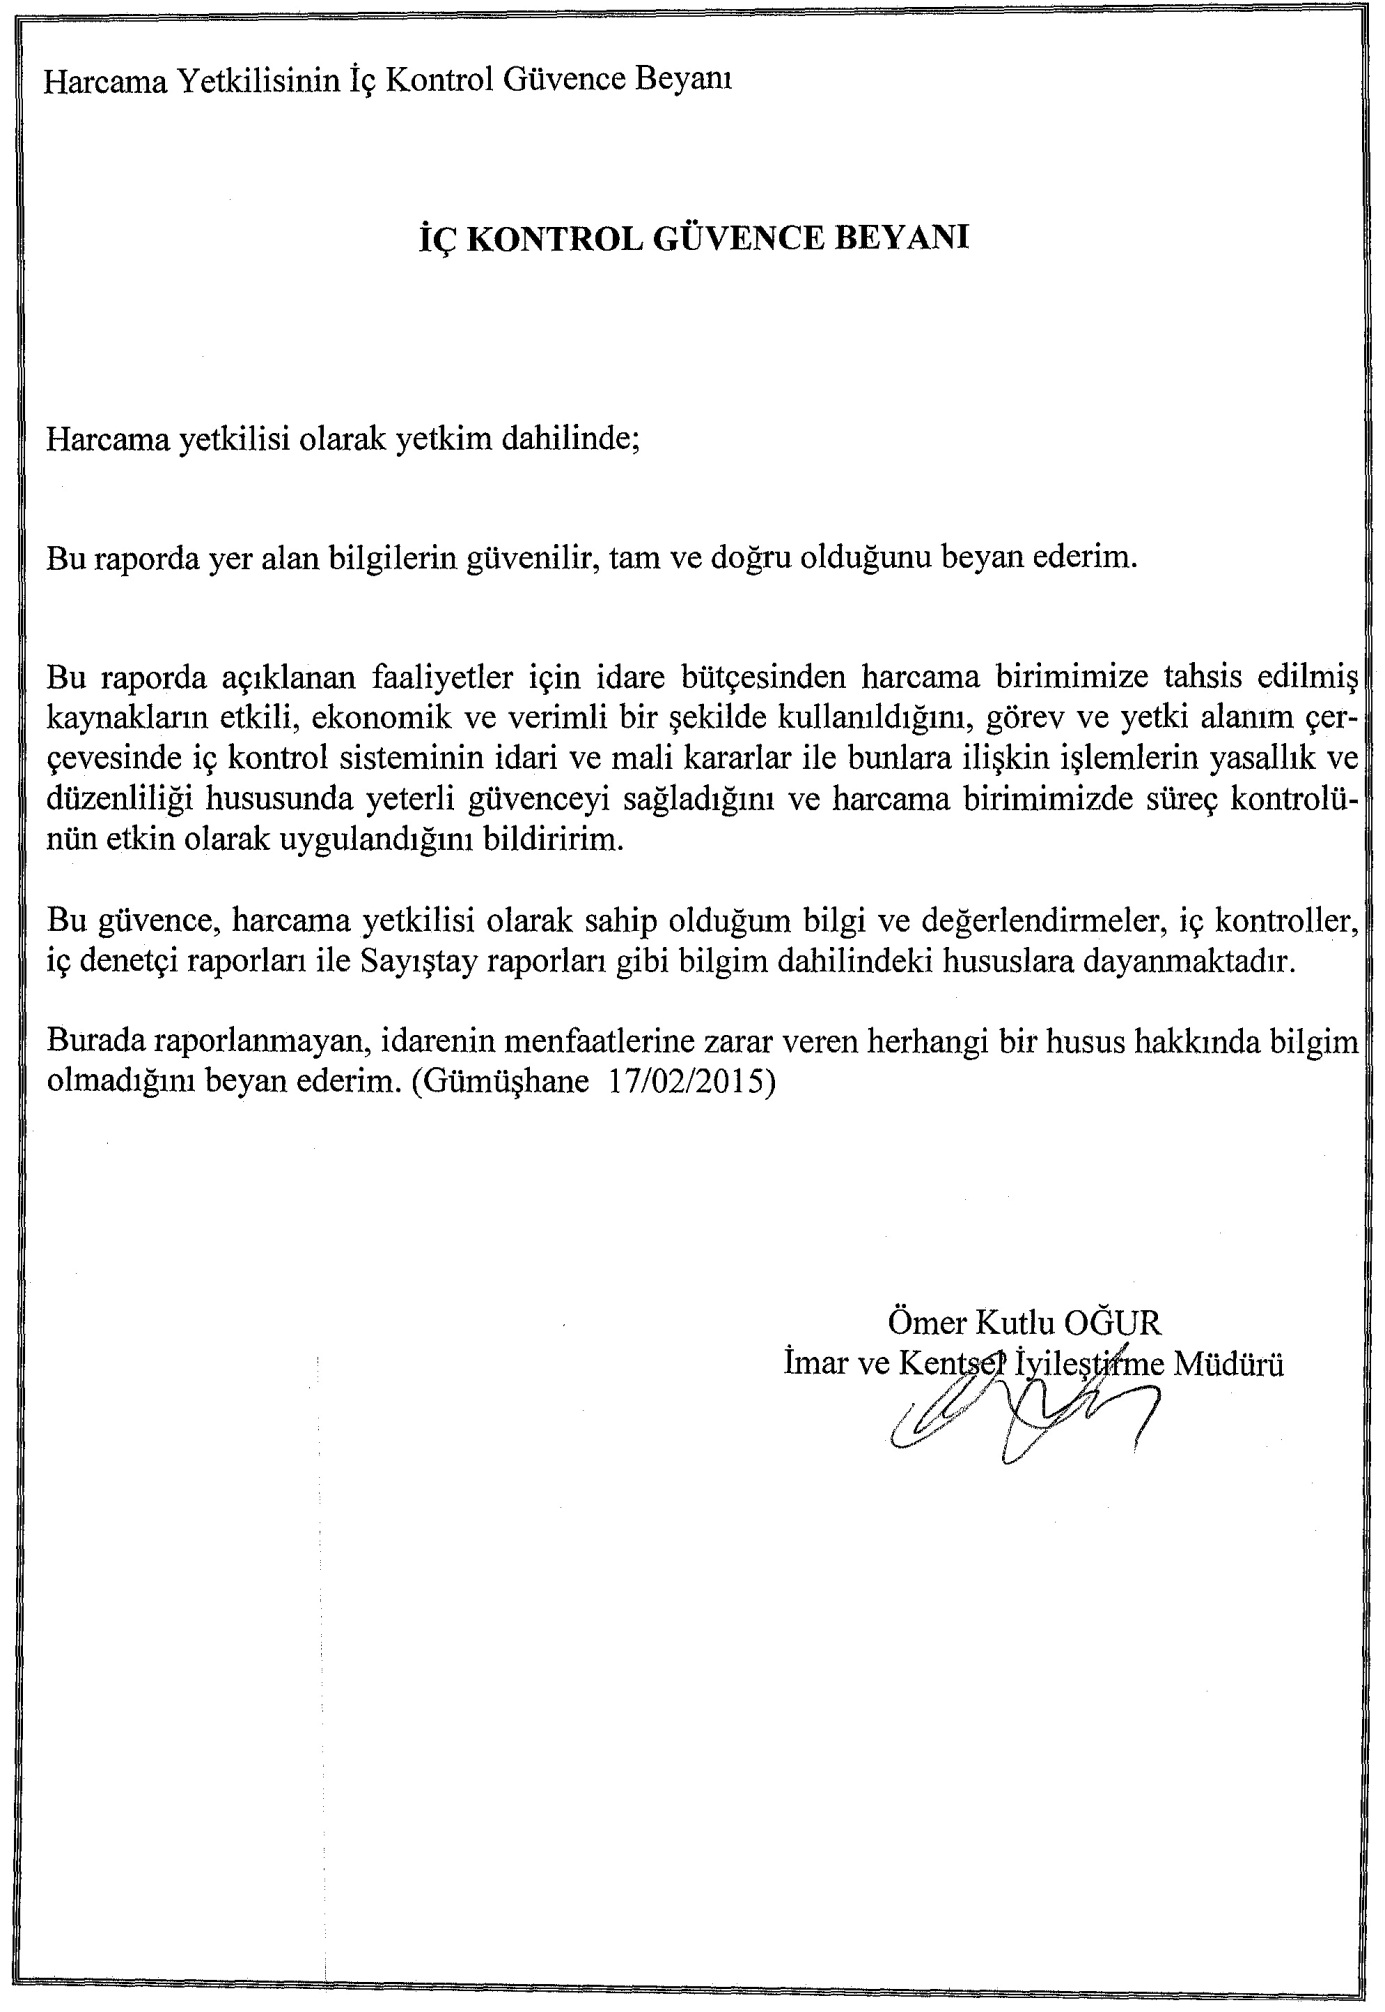 Harcama Yetkilisinin İç Kontrol Güvence Beyanı
İÇ KONTROL GÜVENCE BEYANI
Harcama yetkilisi olarak yetkim dahilinde;
Bu raporda yer alan bilgilerin güvenilir, tam ve doğru olduğunu beyan ederim.
Bu raporda açıklanan faaliyetler için idare bütçesinden harcama birimimize tahsis edilmiş
kaynakların etkili, ekonomik ve verimli bir şekilde kullanıldığını, görev ve yetki alanım çer-
çevesinde iç kontrol sisteminin idari ve mali kararlar ile bunlara ilişkin işlemlerin yasallık ve
düzenliliği hususunda yeterli güvenceyi sağladığını ve harcama birimimizde süreç kontrolü-
nün etkin olarak uygulandığını bildiririm.
Bu güvence, harcama yetkilisi olarak sahip olduğum bilgi ve değerlendirmeler, iç kontroller,
iç denetçi raporları ile Sayıştay raporları gibi bilgim dahilindeki hususlara dayanmaktadır.
Burada raporlanmayan, idarenin menfaatlerine zarar veren herhangi bir husus hakkında bilgim
olmadığını beyan ederim. (Gümüşhane 17/02/2015)
Ömer Kutlu OĞUR
İmar ve Kentsel İyileştirme Müdürü